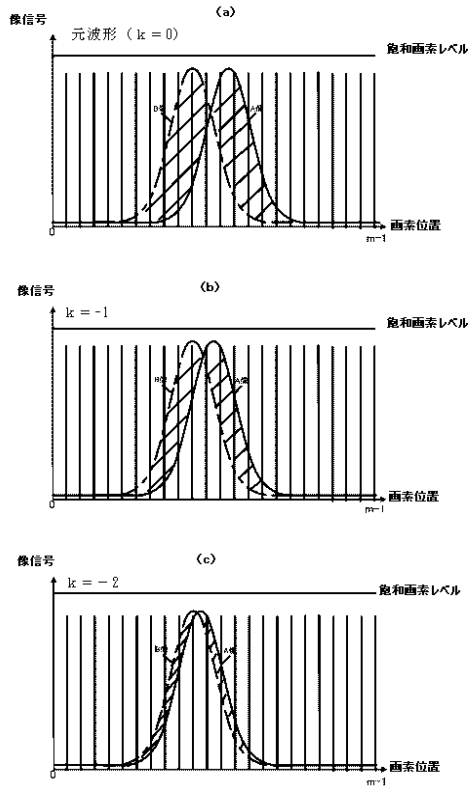 (a)
像信号
元波形 ( k = 0 )
飽和画素レベル
B像
A像
画素位置
0
m-1
(b)
像信号
k = -1
飽和画素レベル
B像
A像
画素位置
0
m-1
(c)
像信号
k = - 2
飽和画素レベル
B像
A像
画素位置
0
m-1